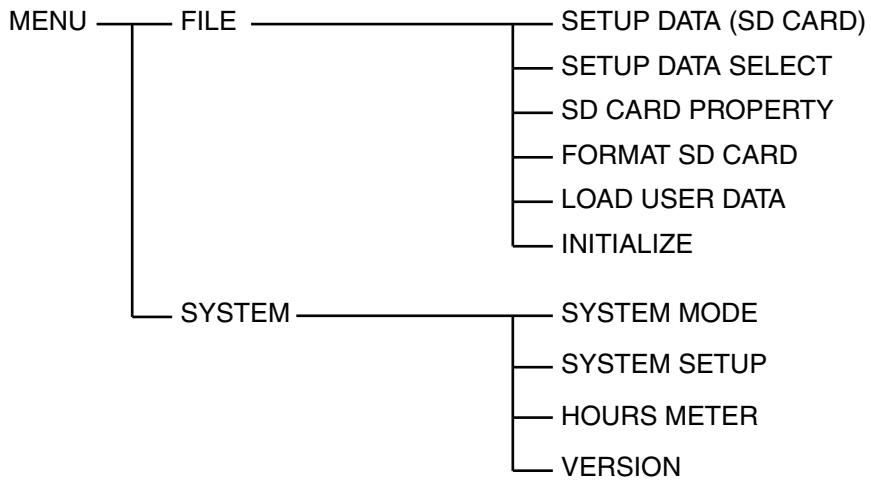 MENU FILE SETUP DATA (SD CARD)
SETUP DATA SELECT
SD CARD PROPERTY
FORMAT SD CARD
LOAD USER DATA
INITIALIZE
SYSTEM SYSTEM MODE
SYSTEM SETUP
HOURS METER
VERSION